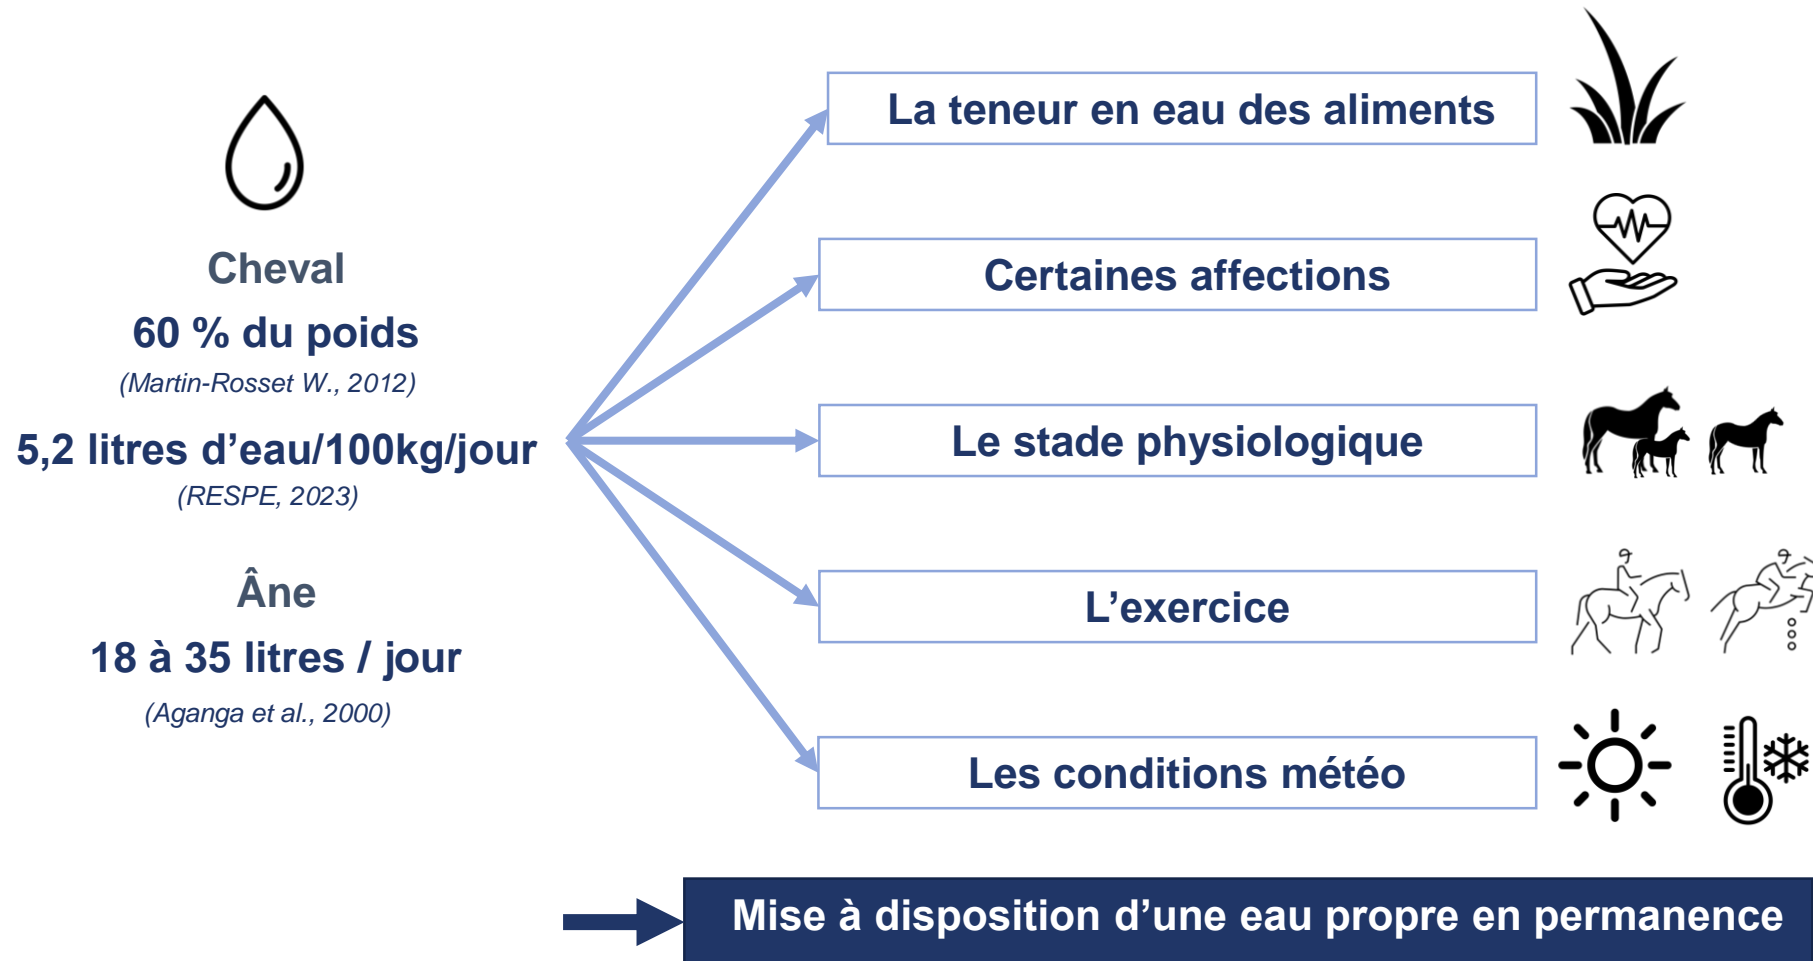 Cheval
60 % du poids
(Martin-Rosset W., 2012)
5,2 litres d’eau/100kg/jour
(RESPE, 2023)
Âne
18 à 35 litres / jour
(Aganga et al., 2000)
La teneur en eau des aliments
Certaines affections
Le stade physiologique
L’exercice
Les conditions météo
Mise à disposition d’une eau propre en permanence